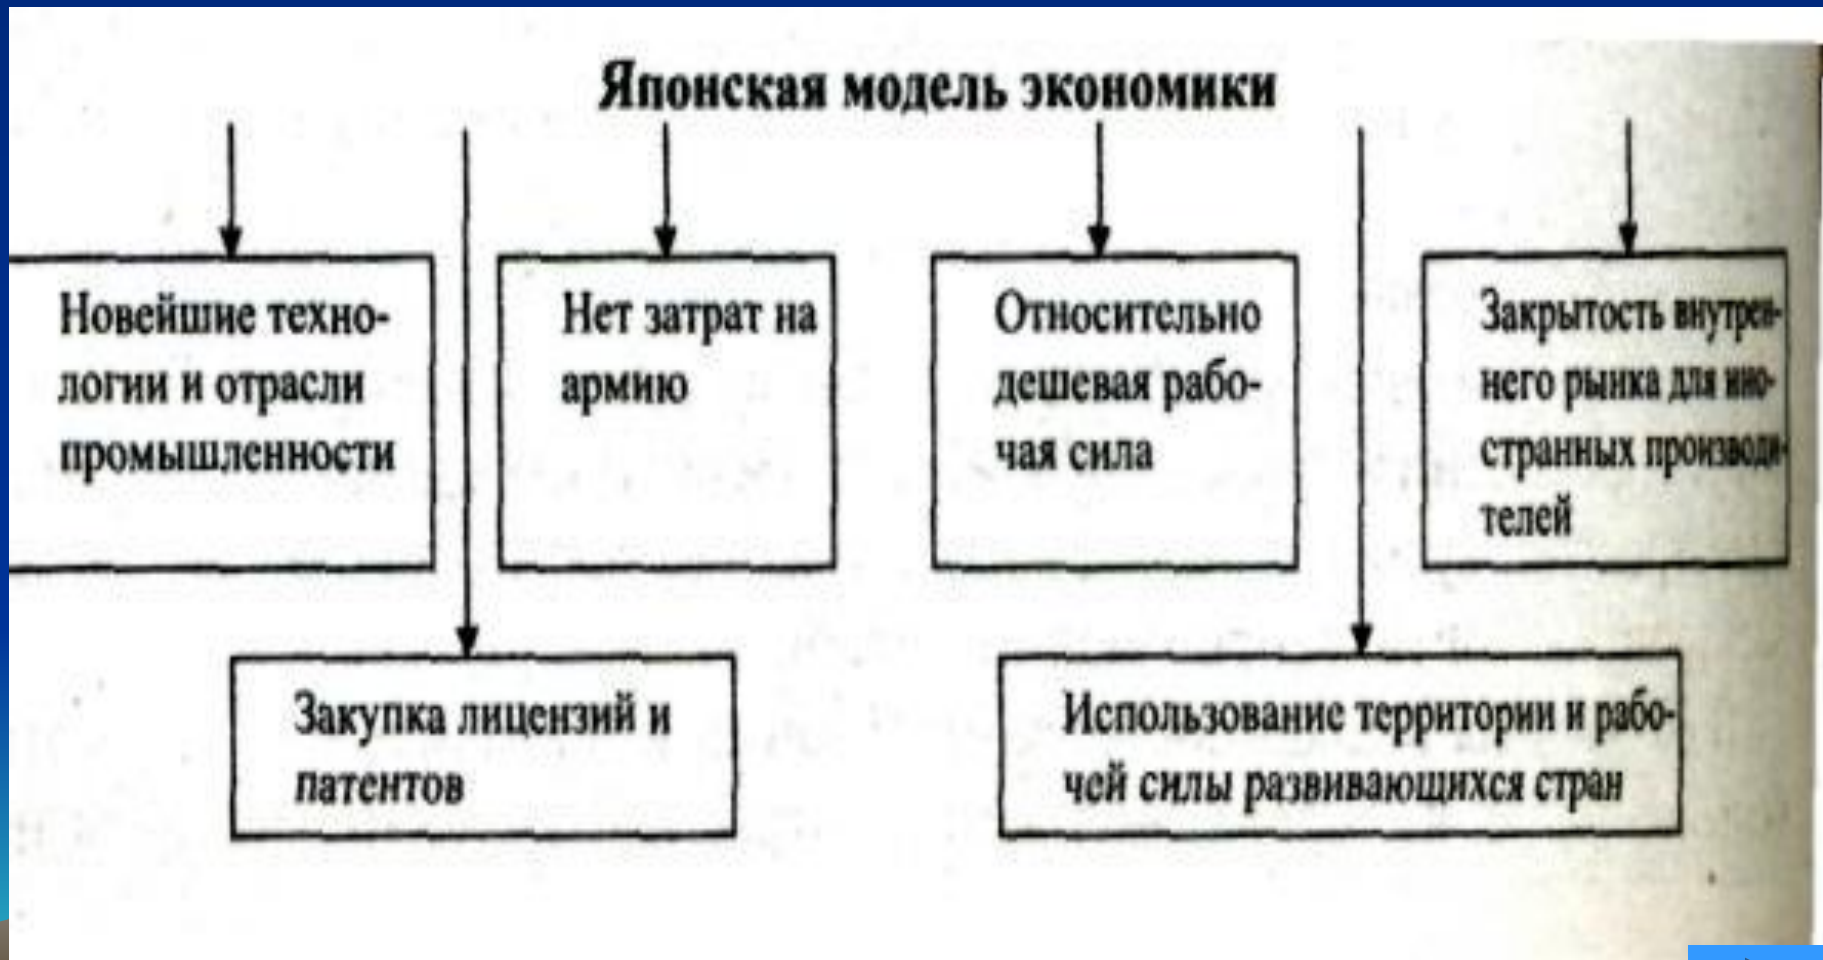 Японская модель экономики
Новейшие техно-
логии и отрасли
промышленности
Нет затрат на
армию
Относительно
дешевая рабо-
чая сила
Закрытость внутрен-
него рынка для ино-
странных производи-
телей
Закупка лицензий и
патентов
Использование территории и рабо-
чей силы развивающихся стран